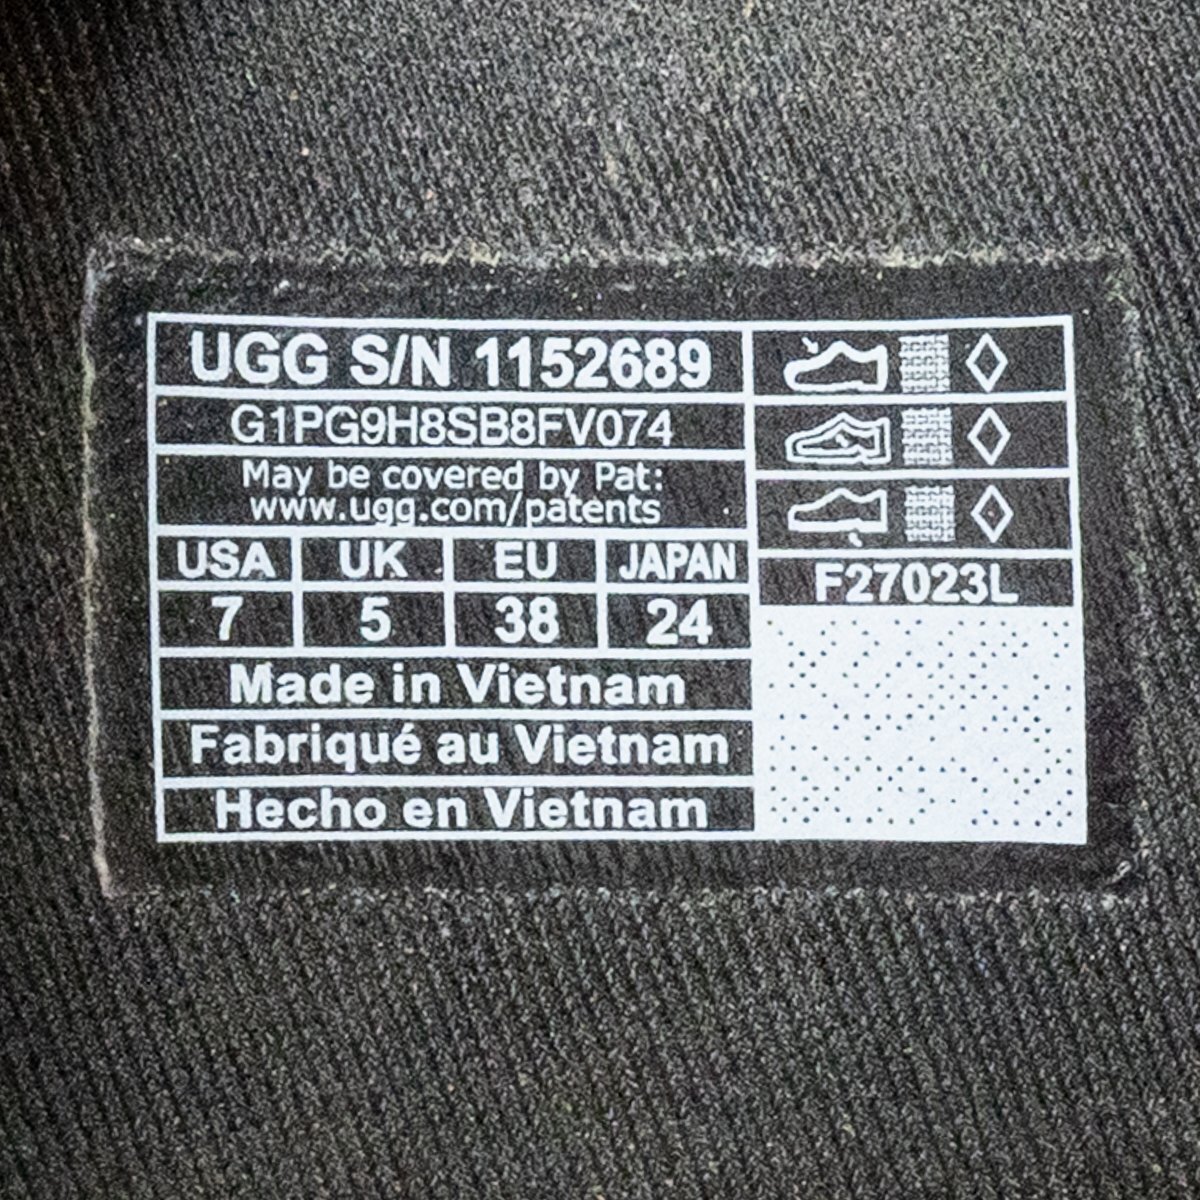 UGG S/N 1152689
G1PG9H8SB8FV074
May be covered by Pat:
www.ugg.com/patents
USA UK EU JAPAN
7 5 38 24
Made in Vietnam
Fabriqué au Vietnam
Hecho en Vietnam
F27023L